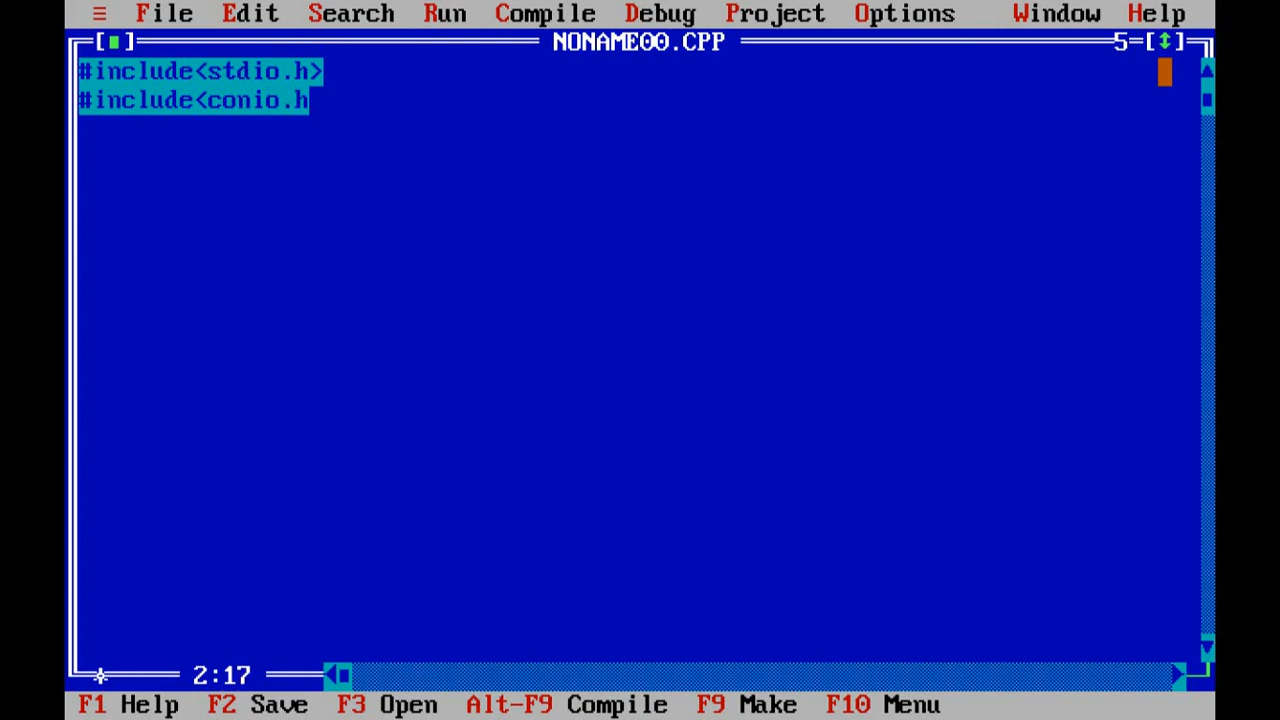 ≡ File Edit Search Run Compile Debug Project Options Window Help
[■] NONAME00.CPP 5=[↕]
#include<stdio.h>
#include<conio.h
2:17
F1 Help F2 Save F3 Open Alt-F9 Compile F9 Make F10 Menu